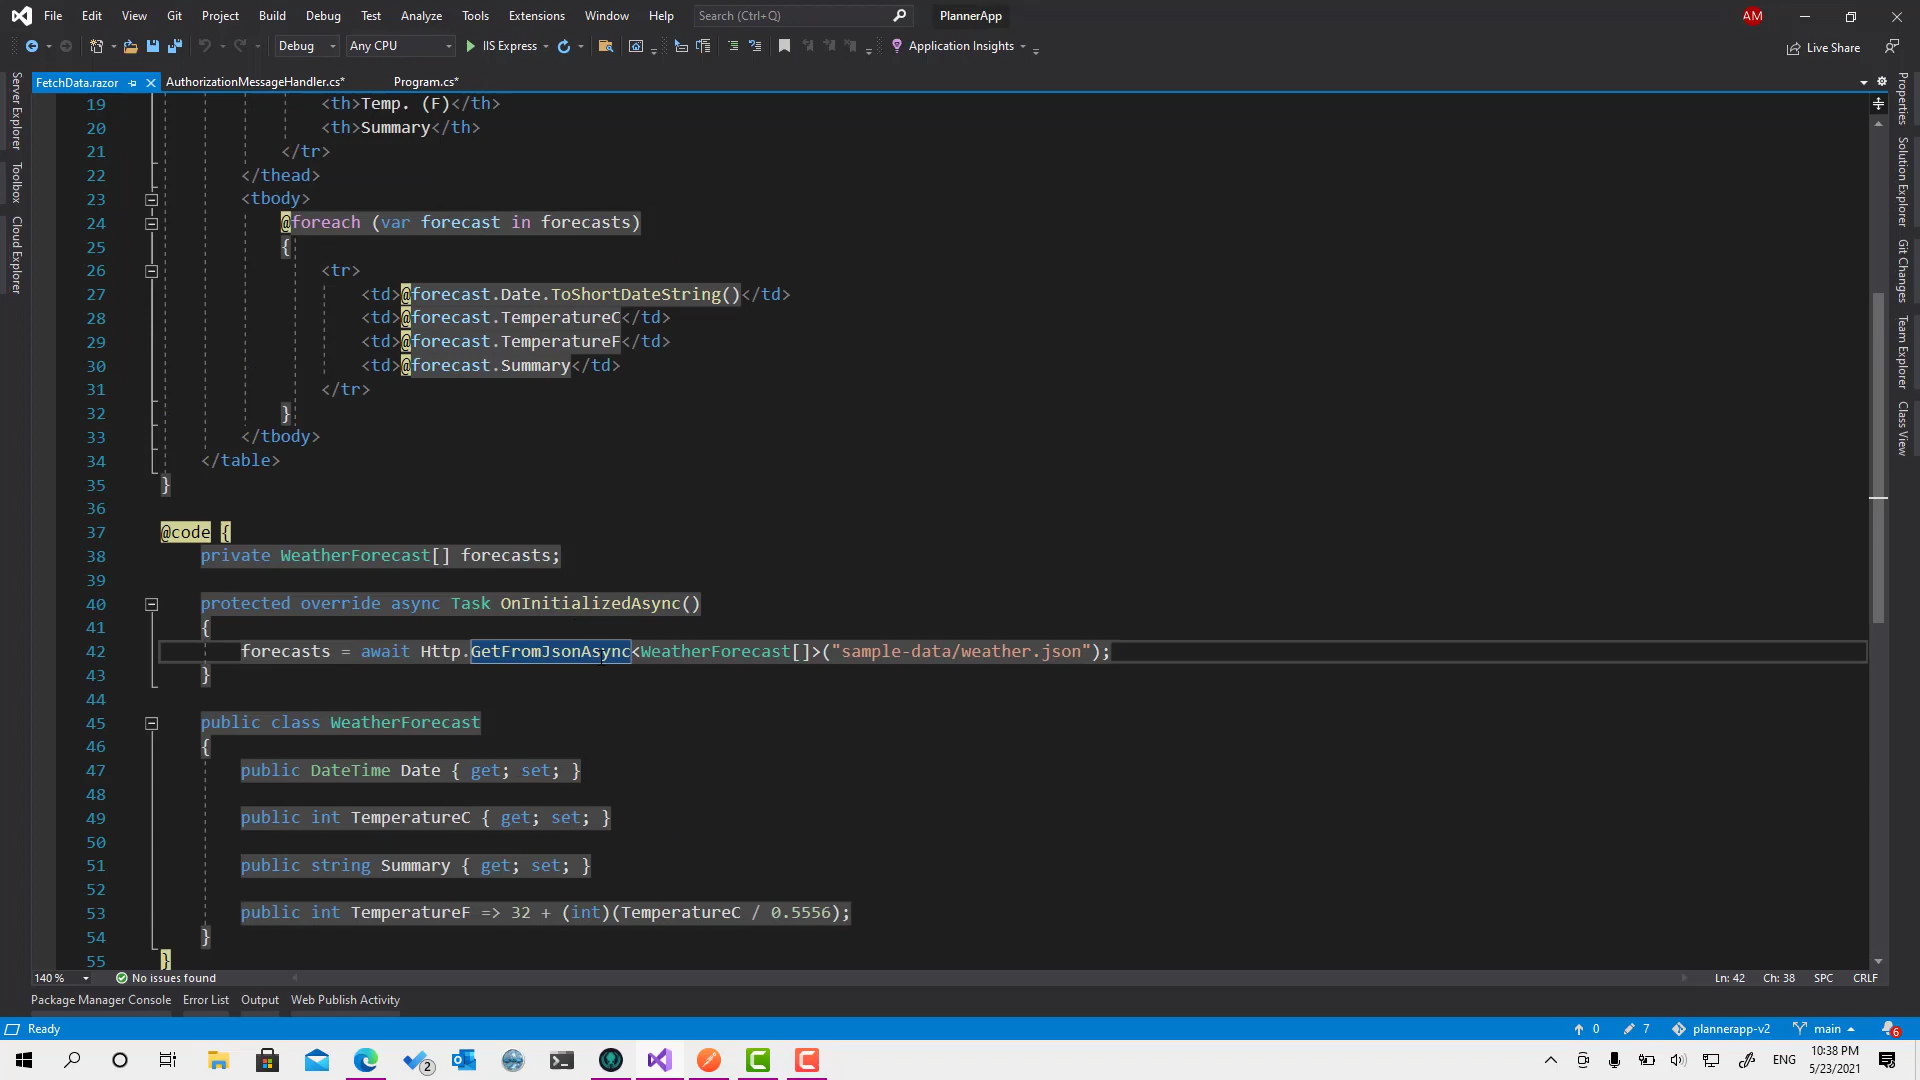 File Edit View Git Project Build Debug Test Analyze Tools Extensions Window Help Search (Ctrl+Q) PlannerApp AM
Debug Any CPU IIS Express Application Insights Live Share
FetchData.razor AuthorizationMessageHandler.cs* Program.cs*
Server Explorer
Toolbox
Cloud Explorer
19 <th>Temp. (F)</th>
20 <th>Summary</th>
21 </tr>
22 </thead>
23 <tbody>
24 @foreach (var forecast in forecasts)
25 {
26 <tr>
27 <td>@forecast.Date.ToShortDateString()</td>
28 <td>@forecast.TemperatureC</td>
29 <td>@forecast.TemperatureF</td>
30 <td>@forecast.Summary</td>
31 </tr>
32 }
33 </tbody>
34 </table>
35 }
36
37 @code {
38 private WeatherForecast[] forecasts;
39
40 protected override async Task OnInitializedAsync()
41 {
42 forecasts = await Http.GetFromJsonAsync<WeatherForecast[]>("sample-data/weather.json");
43 }
44
45 public class WeatherForecast
46 {
47 public DateTime Date { get; set; }
48
49 public int TemperatureC { get; set; }
50
51 public string Summary { get; set; }
52
53 public int TemperatureF => 32 + (int)(TemperatureC / 0.5556);
54 }
55 }
Properties
Solution Explorer
Git Changes
Team Explorer
Class View
140 % No issues found Ln: 42 Ch: 38 SPC CRLF
Package Manager Console Error List Output Web Publish Activity
Ready 0 7 plannerapp-v2 main 6
2 ENG 10:38 PM
5/23/2021